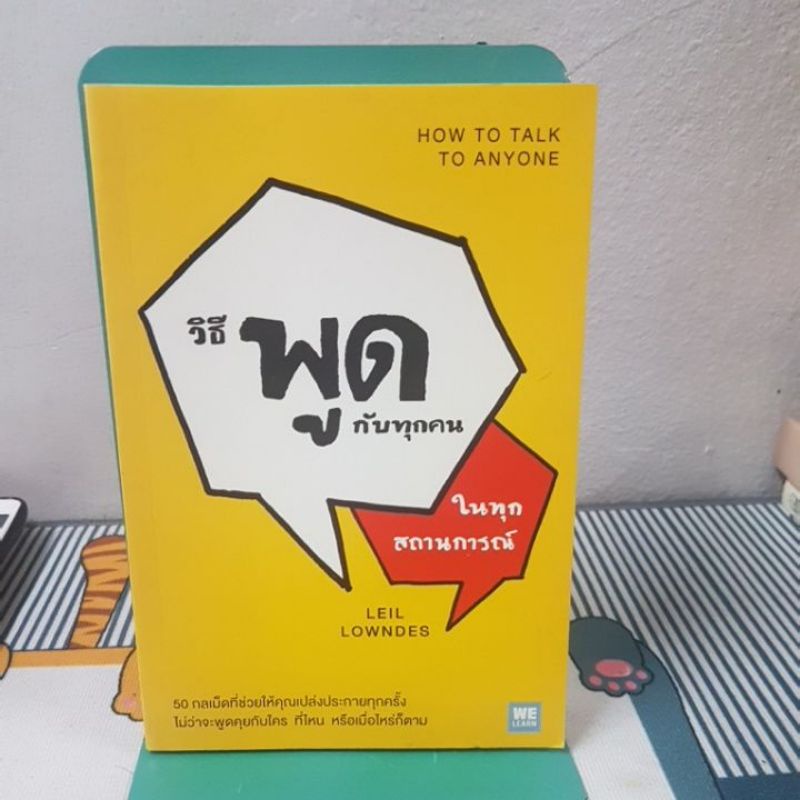 HOW TO TALK
TO ANYONE
วิธี
พูด
กับทุกคน
ในทุก
สถานการณ์
LEIL
LOWNDES
50 กลเม็ดที่ช่วยให้คุณเปล่งประกายทุกครั้ง
ไม่ว่าจะพูดคุยกับใคร ที่ไหน หรือเมื่อไหร่ก็ตาม
WE
LEARN